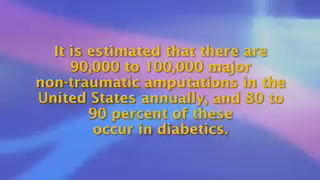 It is estimated that there are
90,000 to 100,000 major
non-traumatic amputations in the
United States annually, and 80 to
90 percent of these
occur in diabetics.